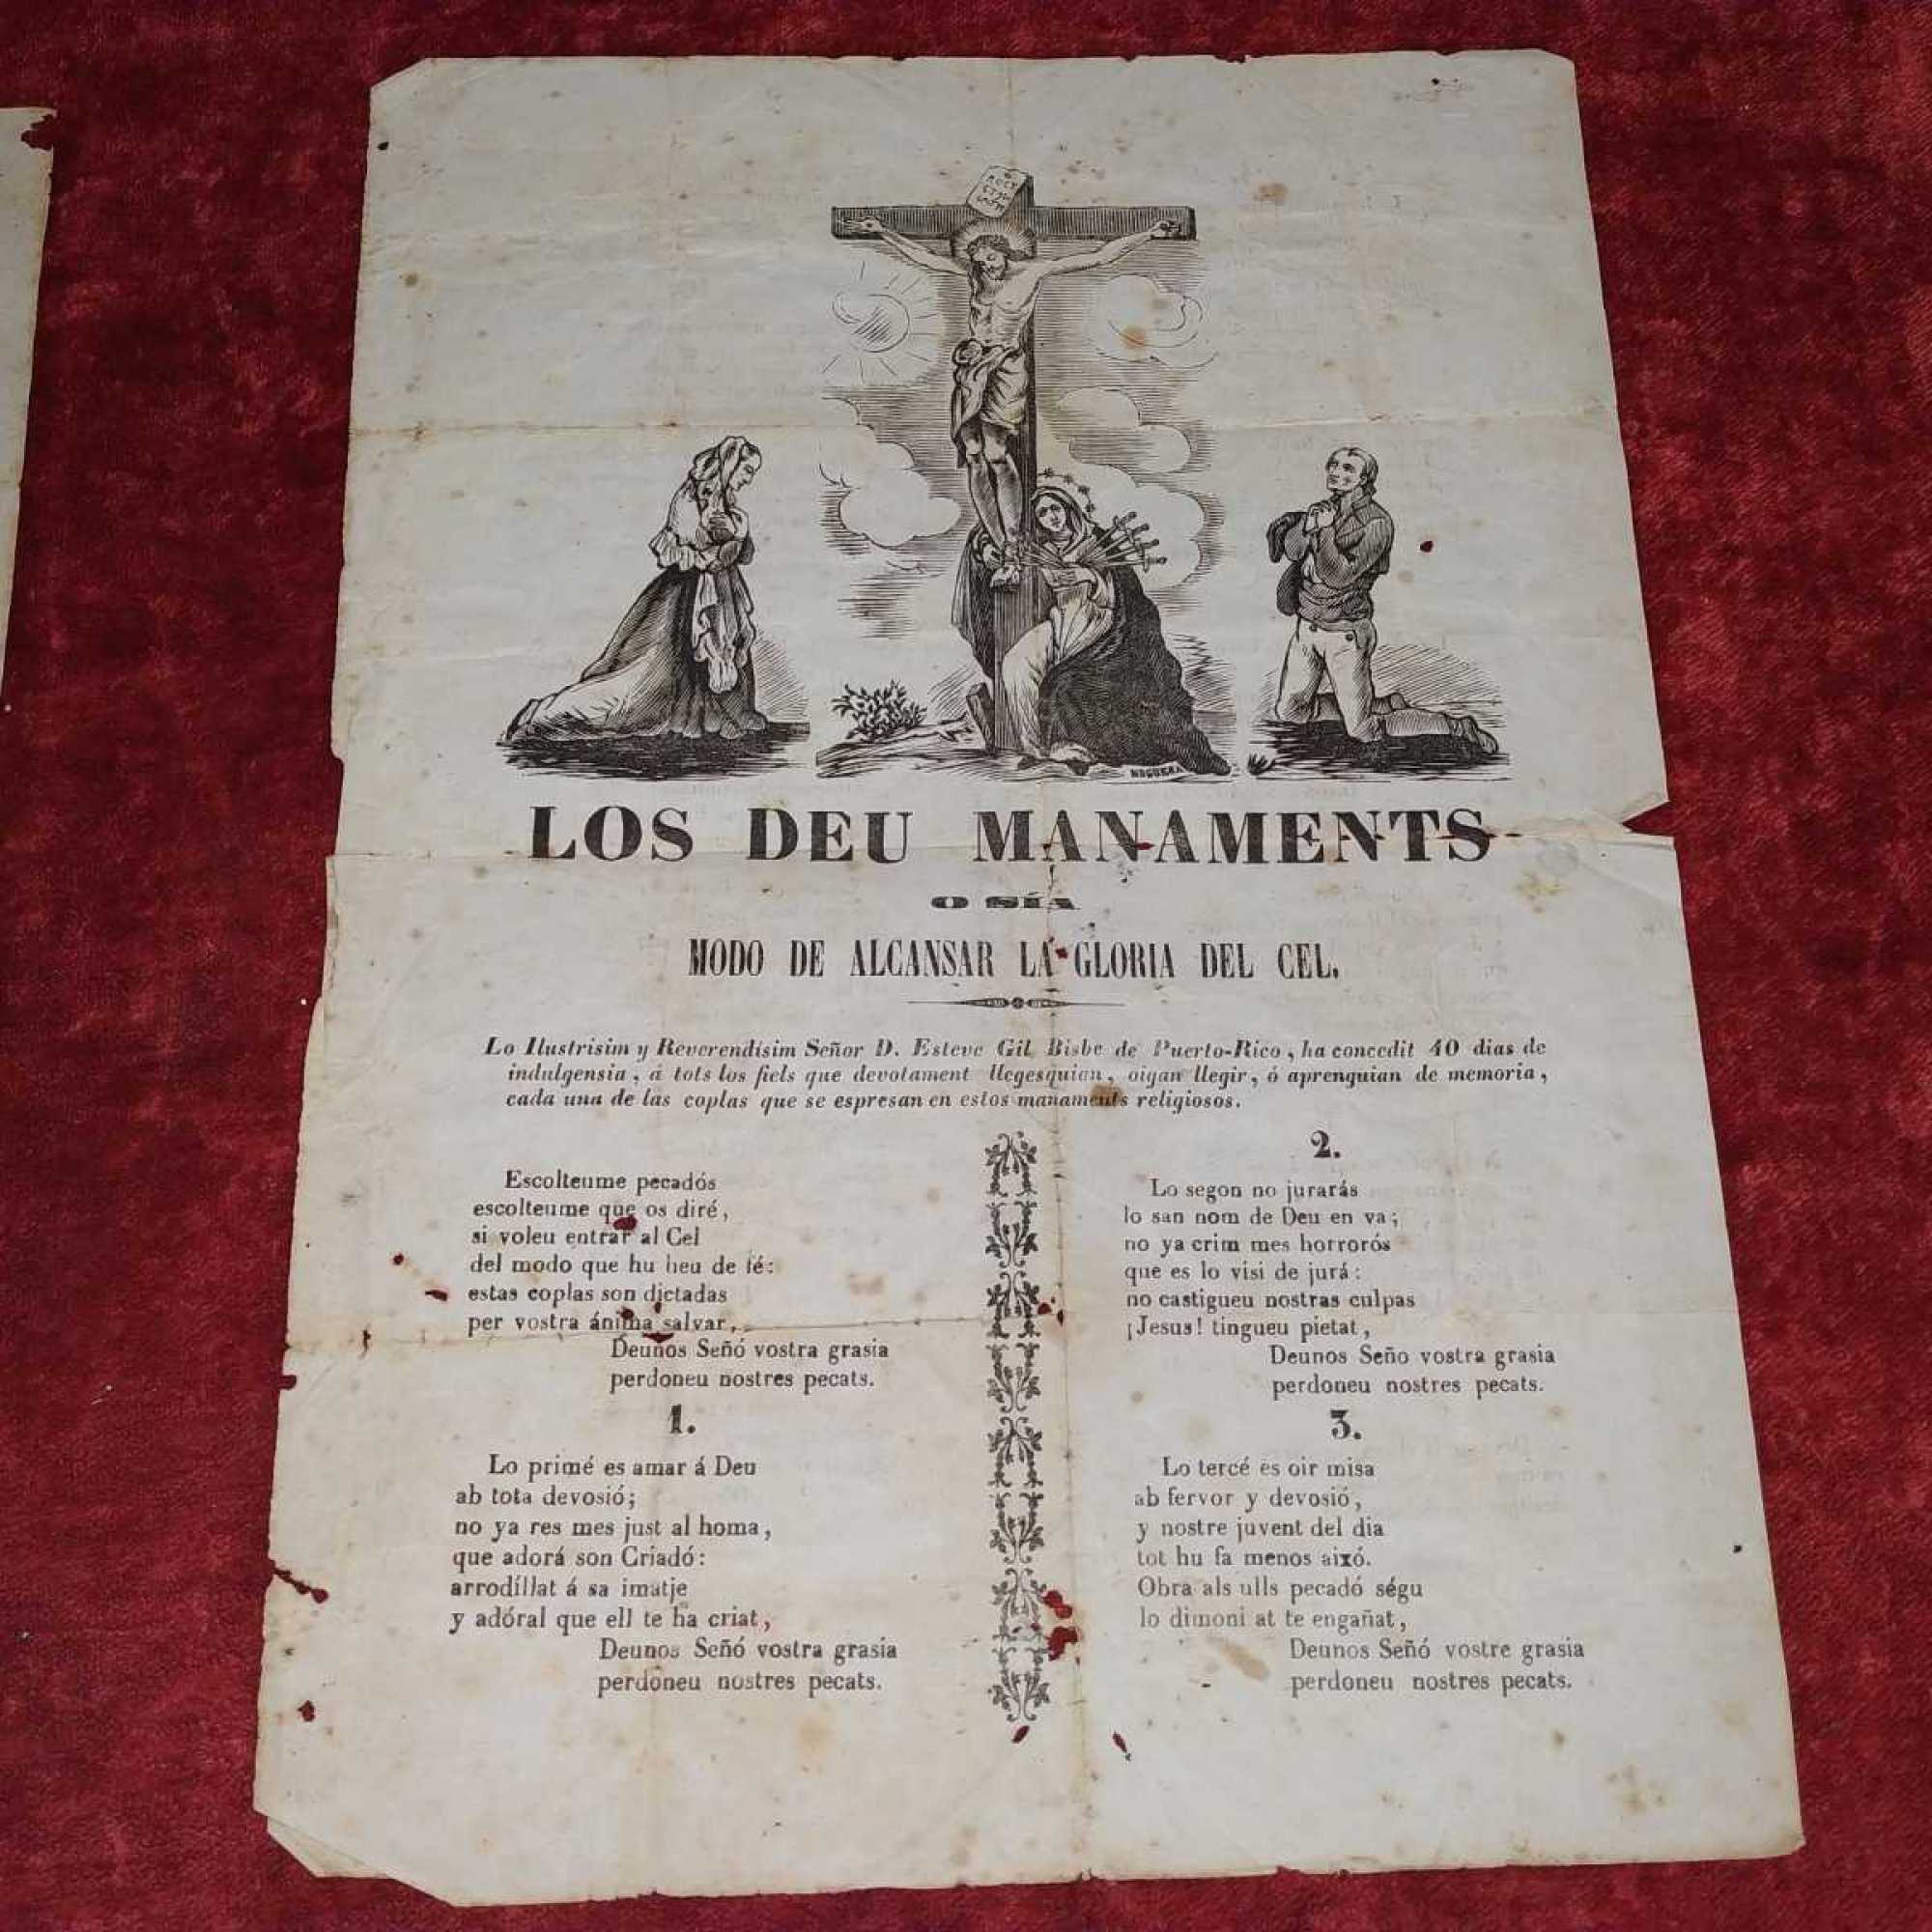 NOGUERA
LOS DEU MANAMENTS
O SÍA
MODO DE ALCANSAR LA GLORIA DEL CEL.
Lo Ilustrisim y Reverendísim Señor D. Esteve Gil Bisbe de Puerto-Rico, ha concedit 40 dias de
indulgensia, á tots los fiels que devotament llegesquian, oigan llegir, ó aprenguian de memoria,
cada una de las coplas que se espresan en estos mañaments religiosos.
Escolteume pecadós
escolteume que os diré,
si voleu entrar al Cel
del modo que hu heu de fé:
estas coplas son dictadas
per vostra ánima salvar,
Deunos Señó vostra grasia
perdoneu nostres pecats.
1.
Lo primé es amar á Deu
ab tota devosió;
no ya res mes just al homa,
que adorá son Criadó:
arrodíllat á sa imatje
y adóral que ell te ha criat,
Deunos Señó vostra grasia
perdoneu nostres pecats.
2.
Lo segon no jurarás
lo san nom de Deu en va;
no ya crim mes horrorós
que es lo visi de jurá:
no castigueu nostras culpas
¡Jesus! tingueu pietat,
Deunos Seño vostra grasia
perdoneu nostres pecats.
3.
Lo tercé es oir misa
ab fervor y devosió,
y nostre juvent del dia
tot hu fa menos aixó.
Obra als ulls pecadó ségu
lo dimoni at te engañat,
Deunos Señó vostre grasia
perdoneu nostres pecats.